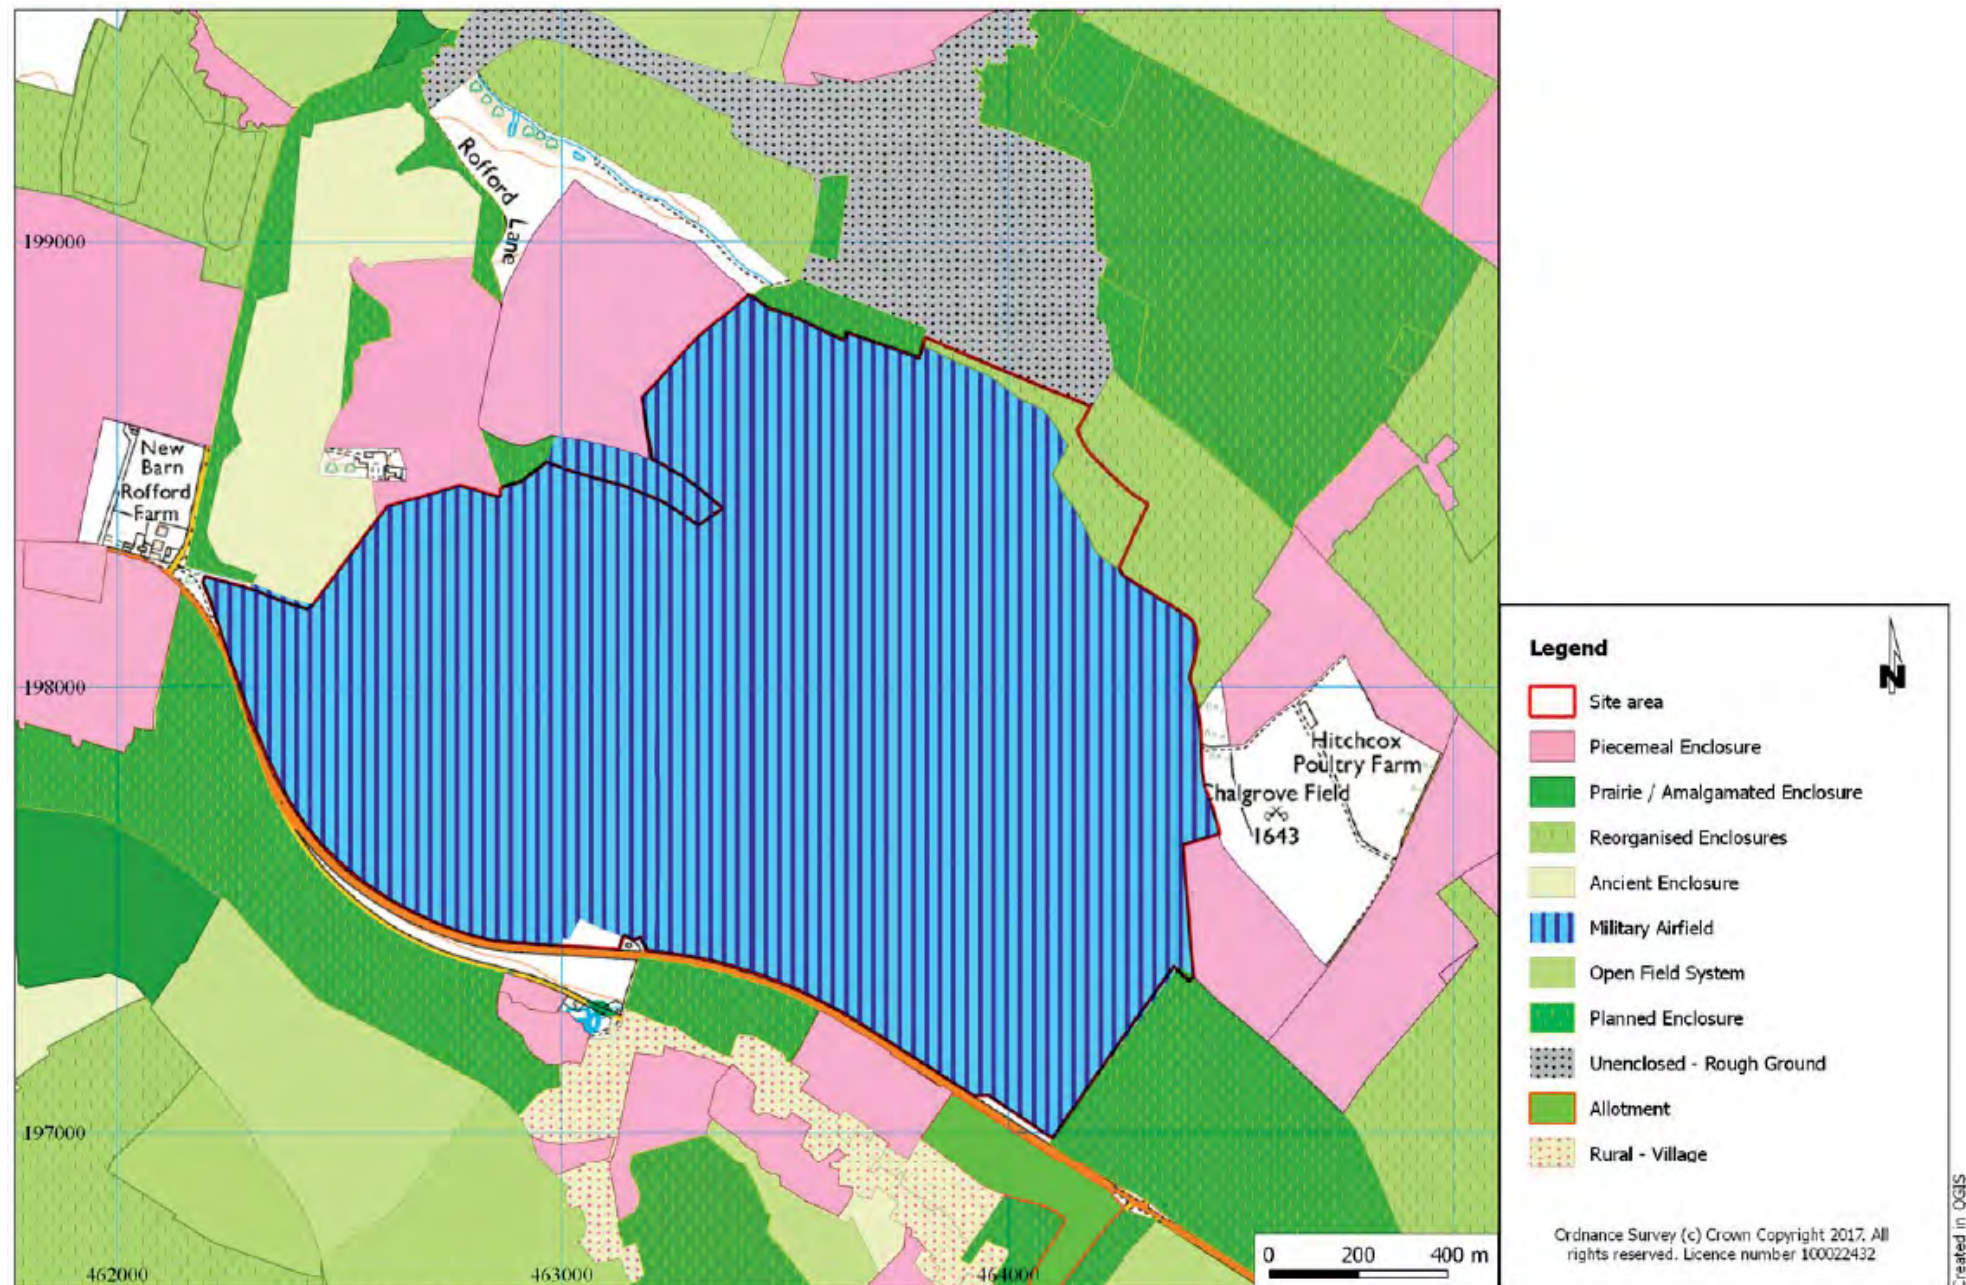 Rofford Lane
199000
New
Barn
Rofford
Farm
198000
Hitchcox
Poultry Farm
Chalgrove Field
1643
197000
462000
463000
464000
0 200 400 m
Legend
N
Site area
Piecemeal Enclosure
Prairie / Amalgamated Enclosure
Reorganised Enclosures
Ancient Enclosure
Military Airfield
Open Field System
Planned Enclosure
Unenclosed - Rough Ground
Allotment
Rural - Village
Ordnance Survey (c) Crown Copyright 2017. All
rights reserved. Licence number 100022432
Created in QGIS